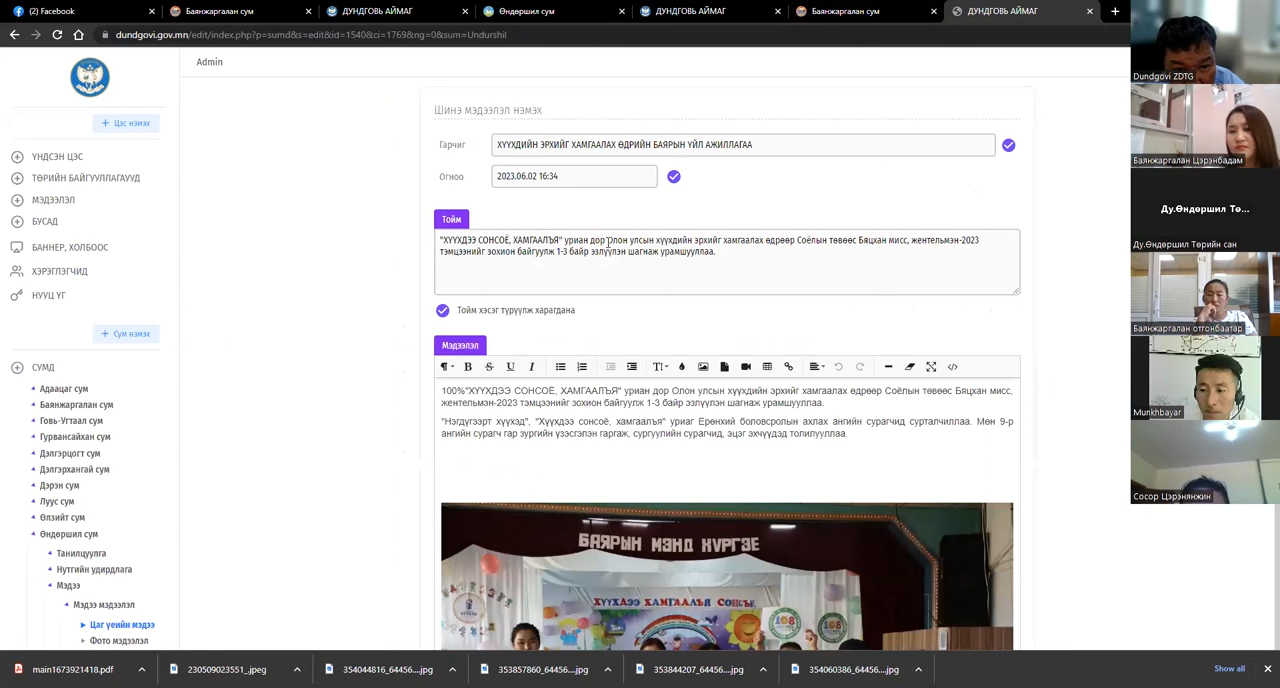 (2) Facebook
Баянжаргалан сум
ДУНДГОВЬ АЙМАГ
Өндөршил сум
ДУНДГОВЬ АЙМАГ
Баянжаргалан сум
ДУНДГОВЬ АЙМАГ
dundgovi.gov.mn/edit/index.php?p=sumd&s=edit&id=1540&ci=1769&ng=0&sum=Undurshil
Admin
+ Цэс нэмэх
ҮНДСЭН ЦЭС
ТӨРИЙН БАЙГУУЛЛАГАУУД
МЭДЭЭЛЭЛ
БУСАД
БАННЕР, ХОЛБООС
ХЭРЭГЛЭГЧИД
НУУЦ ҮГ
+ Сум нэмэх
СУМД
Адаацаг сум
Баянжаргалан сум
Говь-Угтаал сум
Гурвансайхан сум
Дэлгэрцогт сум
Дэлгэрхангай сум
Дэрэн сум
Луус сум
Өлзийт сум
Өндөршил сум
Танилцуулга
Нутгийн удирдлага
Мэдээ
Мэдээ мэдээлэл
Цаг үеийн мэдээ
Фото мэдээлэл
Шинэ мэдээлэл нэмэх
Гарчиг
ХҮҮХДИЙН ЭРХИЙГ ХАМГААЛАХ ӨДРИЙН БАЯРЫН ҮЙЛ АЖИЛЛАГАА
Огноо
2023.06.02 16:34
Тойм
"ХҮҮХДЭЭ СОНСОЁ, ХАМГААЛЪЯ" уриан дор Олон улсын хүүхдийн эрхийг хамгаалах өдрөөр Соёлын төвөөс Бяцхан мисс, жентельмэн-2023
тэмцээнийг зохион байгуулж 1-3 байр эзлүүлэн шагнаж урамшууллаа.
Тойм хэсэг түрүүлж харагдана
Мэдээлэл
100%"ХҮҮХДЭЭ СОНСОЁ, ХАМГААЛЪЯ" уриан дор Олон улсын хүүхдийн эрхийг хамгаалах өдрөөр Соёлын төвөөс Бяцхан мисс,
жентельмэн-2023 тэмцээнийг зохион байгуулж 1-3 байр эзлүүлэн шагнаж урамшууллаа.
"Нэгдүгээрт хүүхэд", "Хүүхдээ сонсоё, хамгаалъя" уриаг Ерөнхий боловсролын ахлах ангийн сурагчид сурталчиллаа. Мөн 9-р
ангийн сурагч гар зургийн үзэсгэлэн гаргаж, сургуулийн сурагчид, эцэг эхчүүдэд толилууллаа.
БАЯРЫН МЭНД ХҮРГЭЕ
ХҮҮХДЭЭ ХАМГААЛЪЯ СОНСЪЁ
108
108
Dundgovi ZDTG
Баянжаргалан Цэрэнбадам
Ду.Өндөршил Тө...
Ду.Өндөршил Төрийн сан
Баянжаргалан отгонбаатар
Munkhbayar
Сосор Цэрэнянжин
main1673921418.pdf
230509023551_.jpeg
354044816_64456....jpg
353857860_64456....jpg
353844207_64456....jpg
354060386_64456....jpg
Show all